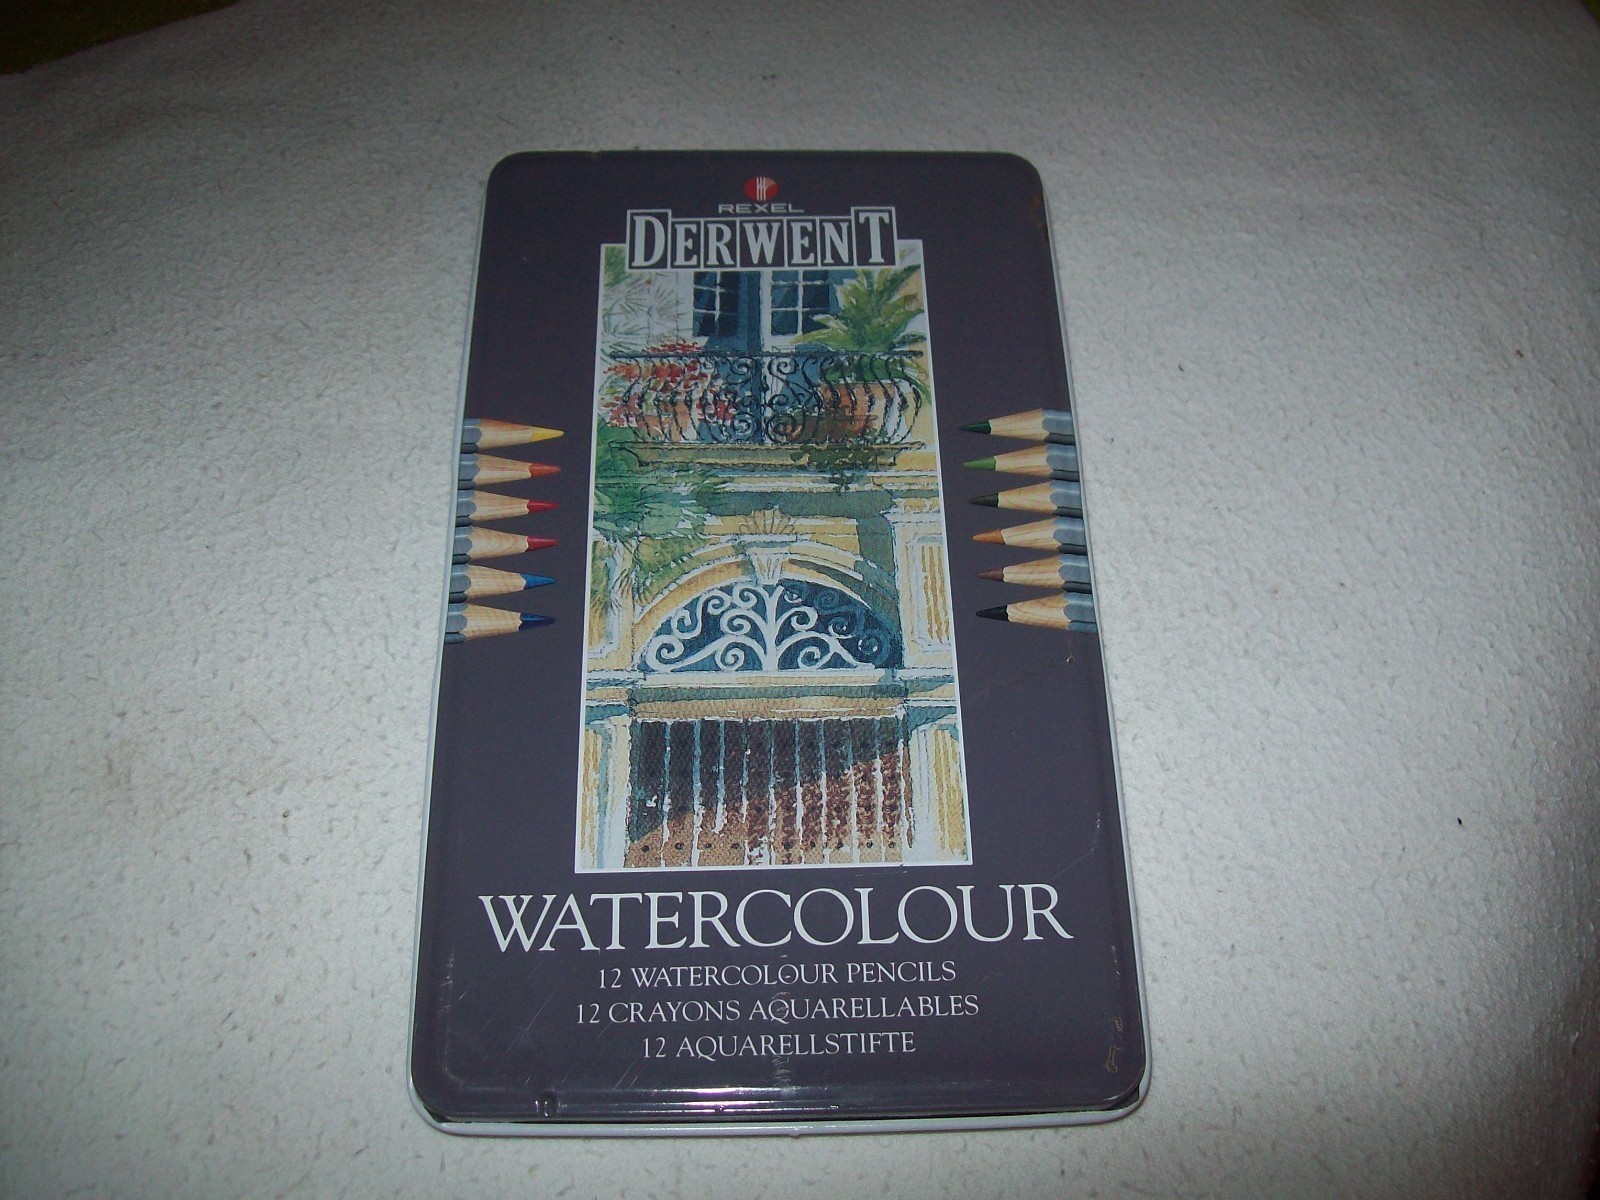 REXEL
DERWENT
WATERCOLOUR
12 WATERCOLOUR PENCILS
12 CRAYONS AQUARELLABLES
12 AQUARELLSTIFTE